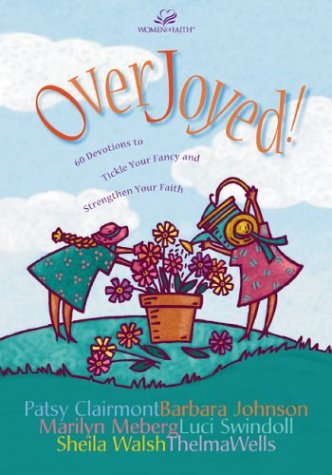 WOMEN OF FAITH™
OverJoyed!
60 Devotions to
Tickle Your Fancy and
Strengthen Your Faith
Patsy Clairmont Barbara Johnson
Marilyn Meberg Luci Swindoll
Sheila Walsh Thelma Wells